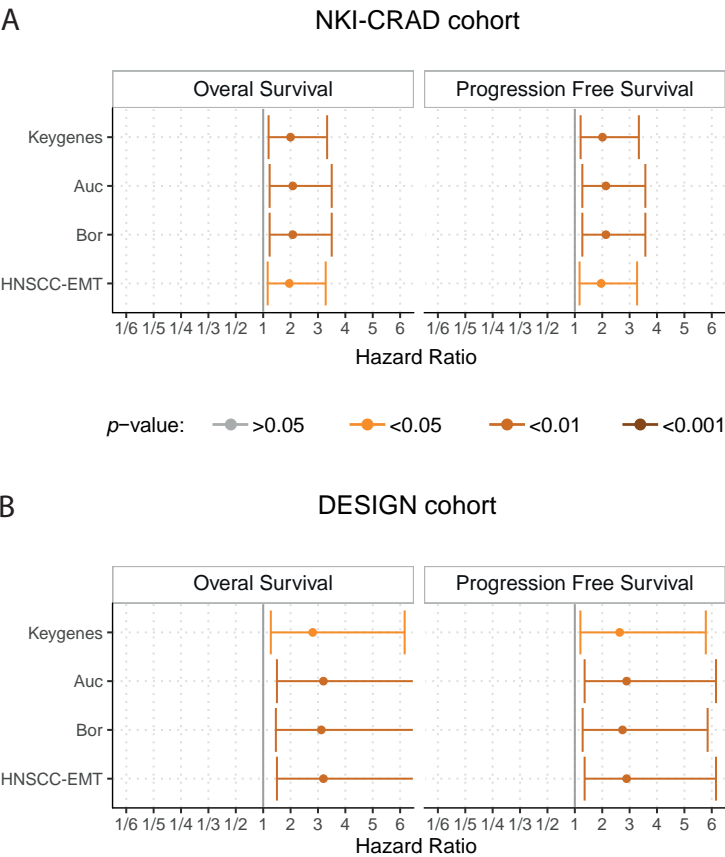 A
NKI-CRAD cohort
Overal Survival
Progression Free Survival
Keygenes
Auc
Bor
HNSCC-EMT
1/6 1/5 1/4 1/3 1/2 1 2 3 4 5 6
1/6 1/5 1/4 1/3 1/2 1 2 3 4 5 6
Hazard Ratio
p−value: >0.05 <0.05 <0.01 <0.001
B
DESIGN cohort
Overal Survival
Progression Free Survival
Keygenes
Auc
Bor
HNSCC-EMT
1/6 1/5 1/4 1/3 1/2 1 2 3 4 5 6
1/6 1/5 1/4 1/3 1/2 1 2 3 4 5 6
Hazard Ratio